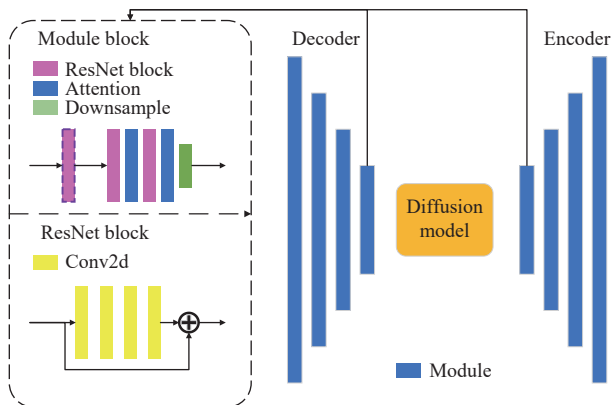 Module block
ResNet block
Attention
Downsample
ResNet block
Conv2d
Decoder
Encoder
Diffusion
model
Module